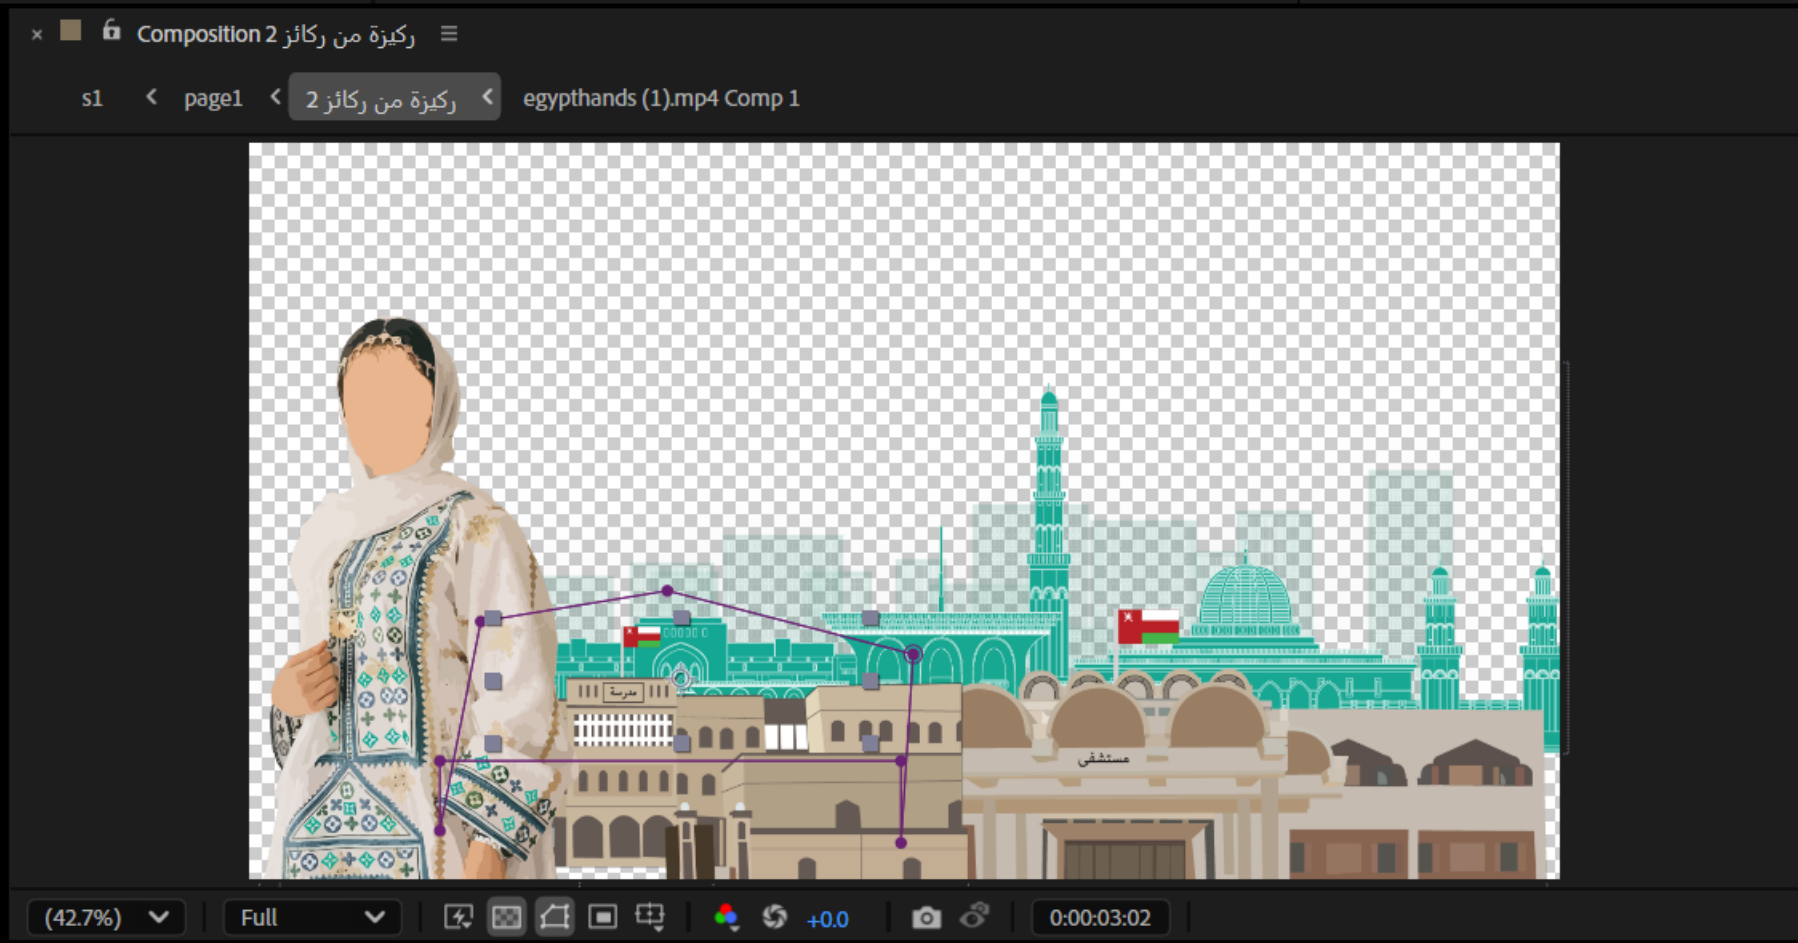 Composition ركيزة من ركائز 2
s1 page1 ركيزة من ركائز 2 egypthands (1).mp4 Comp 1
مدرسة
مستشفى
(42.7%) Full +0.0 0:00:03:02